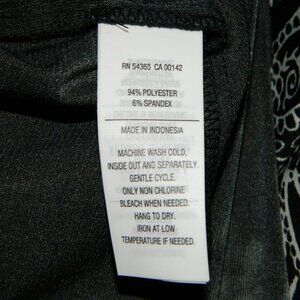 RN 54365 CA 00142
94% POLYESTER
6% SPANDEX
MADE IN INDONESIA
MACHINE WASH COLD,
INSIDE OUT AND SEPARATELY.
GENTLE CYCLE.
ONLY NON CHLORINE
BLEACH WHEN NEEDED.
HANG TO DRY.
IRON AT LOW
TEMPERATURE IF NEEDED.